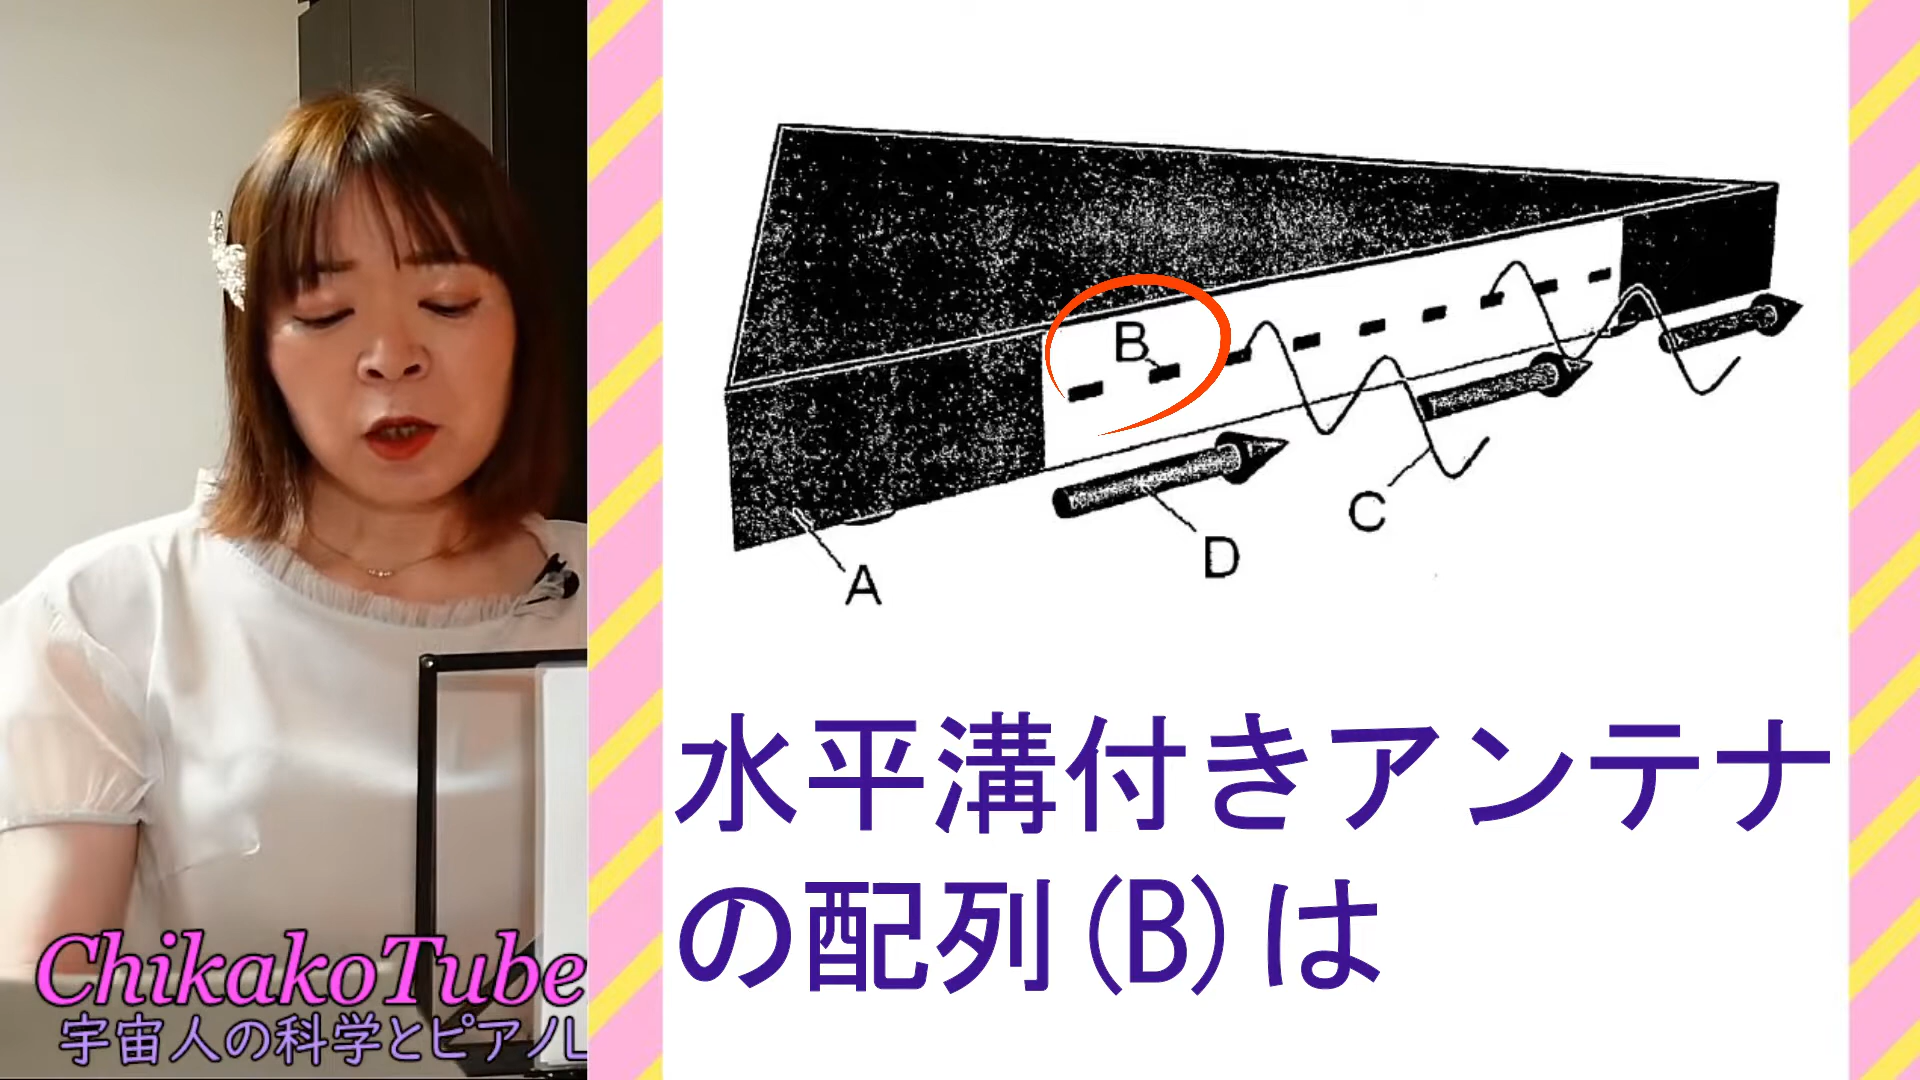 B
C
D
A
水平溝付きアンテナ
の配列(B)は
ChikakoTube
宇宙人の科学とピアノ